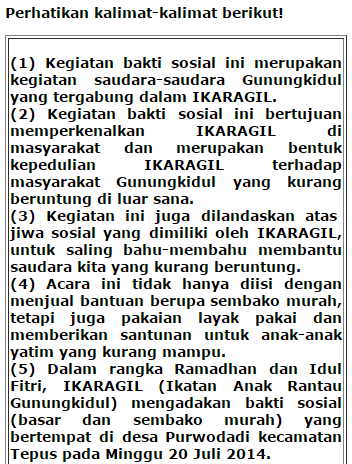 Perhatikan kalimat-kalimat berikut!
(1) Kegiatan bakti sosial ini merupakan
kegiatan saudara-saudara Gunungkidul
yang tergabung dalam IKARAGIL.
(2) Kegiatan bakti sosial ini bertujuan
memperkenalkan IKARAGIL di
masyarakat dan merupakan bentuk
kepedulian IKARAGIL terhadap
masyarakat Gunungkidul yang kurang
beruntung di luar sana.
(3) Kegiatan ini juga dilandaskan atas
jiwa sosial yang dimiliki oleh IKARAGIL,
untuk saling bahu-membahu membantu
saudara kita yang kurang beruntung.
(4) Acara ini tidak hanya diisi dengan
menjual bantuan berupa sembako murah,
tetapi juga pakaian layak pakai dan
memberikan santunan untuk anak-anak
yatim yang kurang mampu.
(5) Dalam rangka Ramadhan dan Idul
Fitri, IKARAGIL (Ikatan Anak Rantau
Gunungkidul) mengadakan bakti sosial
(basar dan sembako murah) yang
bertempat di desa Purwodadi kecamatan
Tepus pada Minggu 20 Juli 2014.